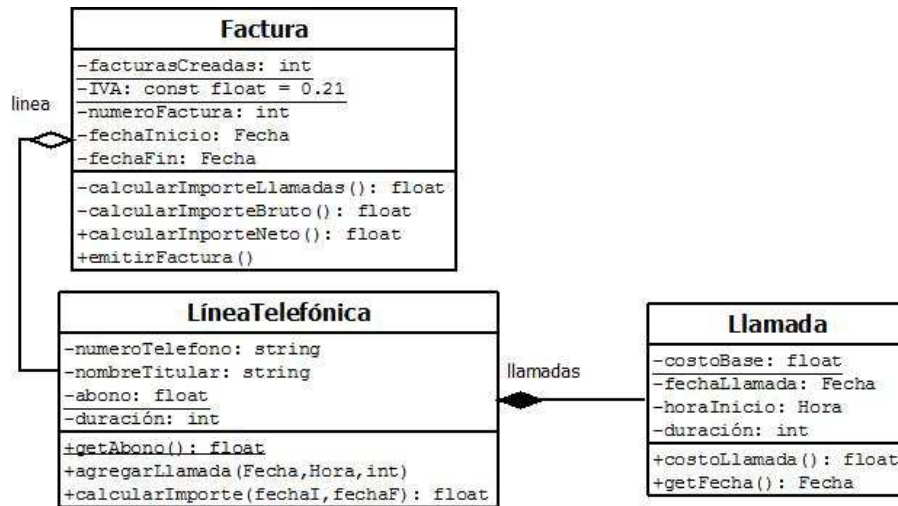 Factura
-facturasCreadas: int
-IVA: const float = 0.21
-numeroFactura: int
-fechaInicio: Fecha
-fechaFin: Fecha
-calcularImporteLlamadas(): float
-calcularImporteBruto(): float
+calcularInporteNeto(): float
+emitirFactura()
linea
LíneaTelefónica
-numeroTelefono: string
-nombreTitular: string
-abono: float
-duración: int
+getAbono(): float
+agregarLlamada(Fecha,Hora,int)
+calcularImporte(fechaI,fechaF): float
llamadas
Llamada
-costoBase: float
-fechaLlamada: Fecha
-horaInicio: Hora
-duración: int
+costoLlamada(): float
+getFecha(): Fecha